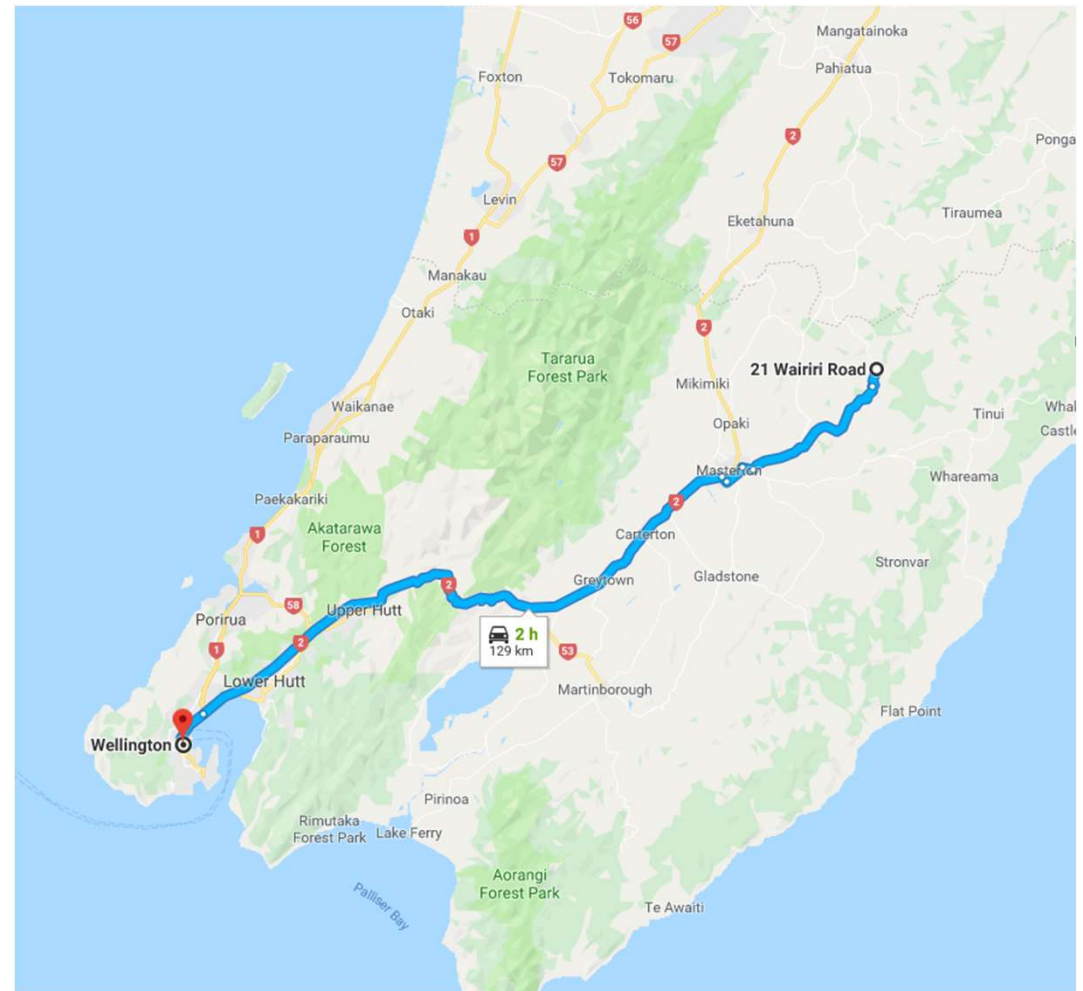 56
57
Mangatainoka
Foxton
Tokomaru
Pahiatua
2
Ponga
57
Levin
Tiraumea
Eketahuna
1
Manakau
Otaki
2
Tararua
Forest Park
21 Wairiri Road
Mikimiki
Waikanae
Tinui
Whal
Opaki
Castle
Paraparaumu
Masterton
Whareama
Paekakariki
2
1
Akatarawa
Forest
Carterton
Stronvar
Greytown
Gladstone
2
58
Upper Hutt
Porirua
2 h
129 km
2
1
53
Lower Hutt
Martinborough
Flat Point
Wellington
Pirinoa
Rimutaka
Forest Park
Lake Ferry
Aorangi
Forest Park
Palliser Bay
Te Awaiti